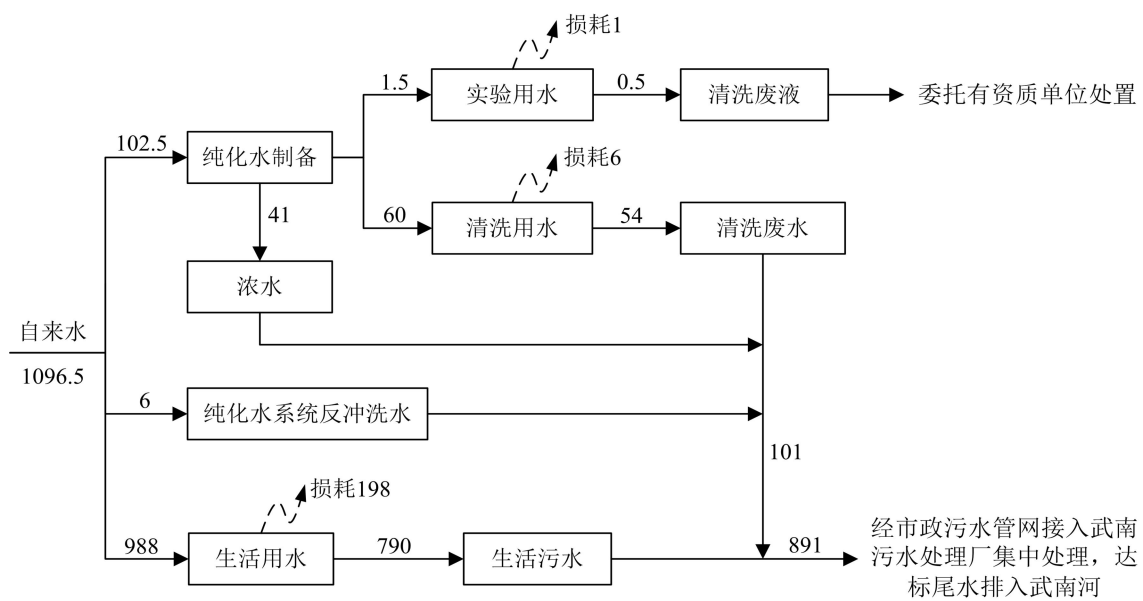 损耗1
1.5
实验用水
0.5
清洗废液
委托有资质单位处置
102.5
纯化水制备
损耗6
41
60
清洗用水
54
清洗废水
浓水
自来水
1096.5
6
纯化水系统反冲洗水
101
损耗198
988
生活用水
790
生活污水
891
经市政污水管网接入武南
污水处理厂集中处理，达
标尾水排入武南河